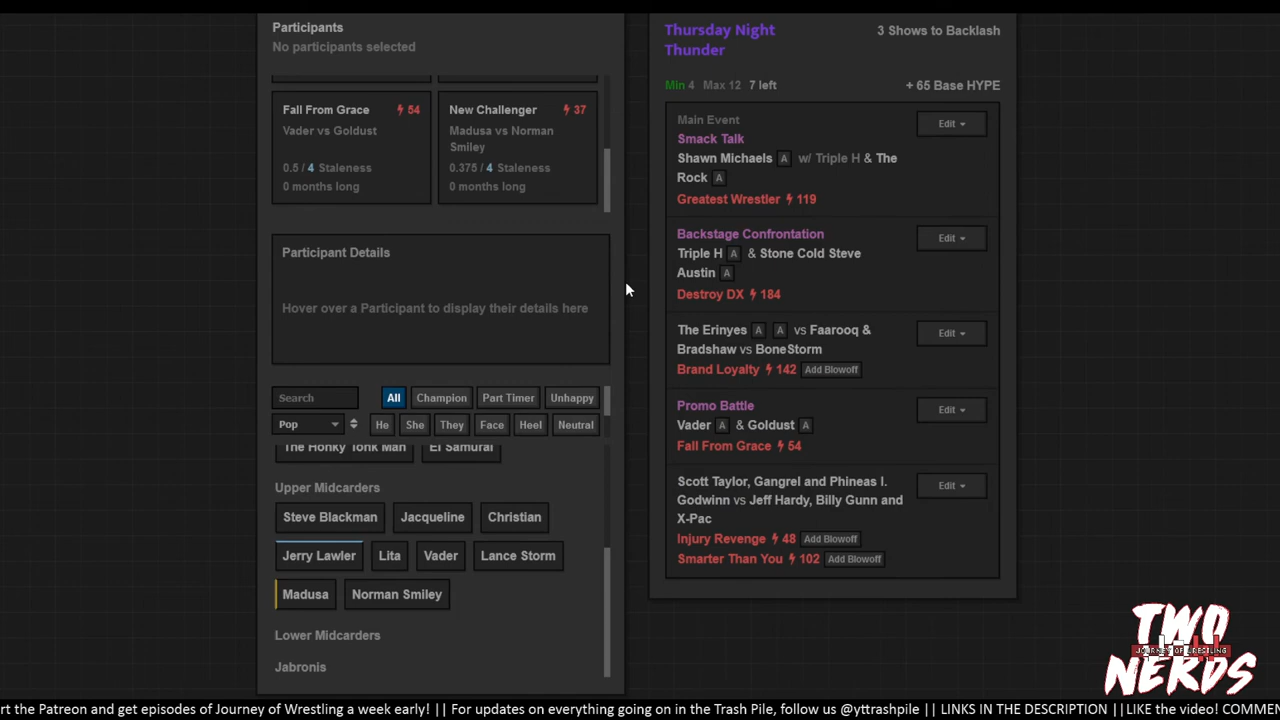 Participants
No participants selected
Fall From Grace 54
Vader vs Goldust
0.5 / 4 Staleness
0 months long
New Challenger 37
Madusa vs Norman
Smiley
0.375 / 4 Staleness
0 months long
Participant Details
Hover over a Participant to display their details here
Search All Champion Part Timer Unhappy
Pop He She They Face Heel Neutral
The Honky Tonk Man El Samurai
Upper Midcarders
Steve Blackman Jacqueline Christian
Jerry Lawler Lita Vader Lance Storm
Madusa Norman Smiley
Lower Midcarders
Jabronis
Thursday Night
Thunder
3 Shows to Backlash
Min 4 Max 12 7 left + 65 Base HYPE
Main Event
Edit
Smack Talk
Shawn Michaels A w/ Triple H & The
Rock A
Greatest Wrestler 119
Backstage Confrontation
Edit
Triple H A & Stone Cold Steve
Austin A
Destroy DX 184
The Erinyes A A vs Faarooq &
Edit
Bradshaw vs BoneStorm
Brand Loyalty 142 Add Blowoff
Promo Battle
Edit
Vader A & Goldust A
Fall From Grace 54
Scott Taylor, Gangrel and Phineas I.
Edit
Godwinn vs Jeff Hardy, Billy Gunn and
X-Pac
Injury Revenge 48 Add Blowoff
Smarter Than You 102 Add Blowoff
TWO
JOURNEY OF WRESTLING
NERDS
rt the Patreon and get episodes of Journey of Wrestling a week early! || For updates on everything going on in the Trash Pile, follow us @yttrashpile || LINKS IN THE DESCRIPTION ||LIKE the video! COMMEN